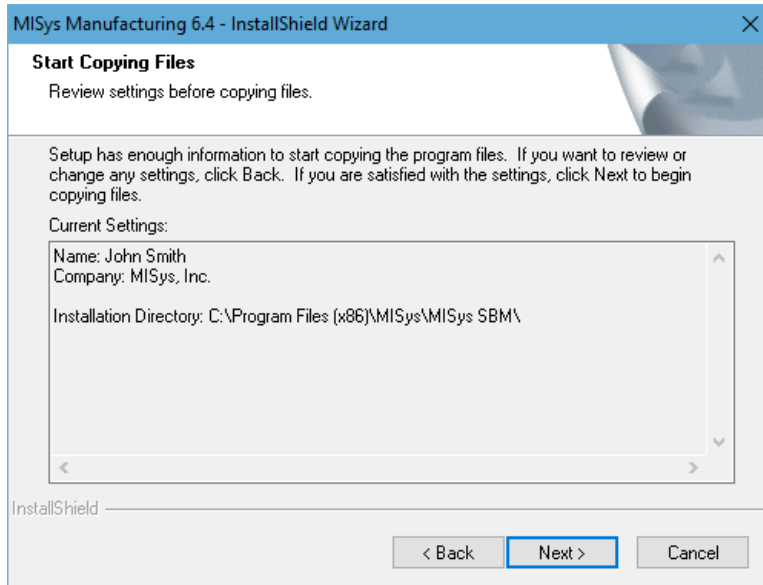 MISys Manufacturing 6.4 - InstallShield Wizard
Start Copying Files
Review settings before copying files.
Setup has enough information to start copying the program files.  If you want to review or
change any settings, click Back.  If you are satisfied with the settings, click Next to begin
copying files.
Current Settings:
Name: John Smith
Company: MISys, Inc.
Installation Directory: C:\Program Files (x86)\MISys\MISys SBM\
InstallShield
< Back
Next >
Cancel